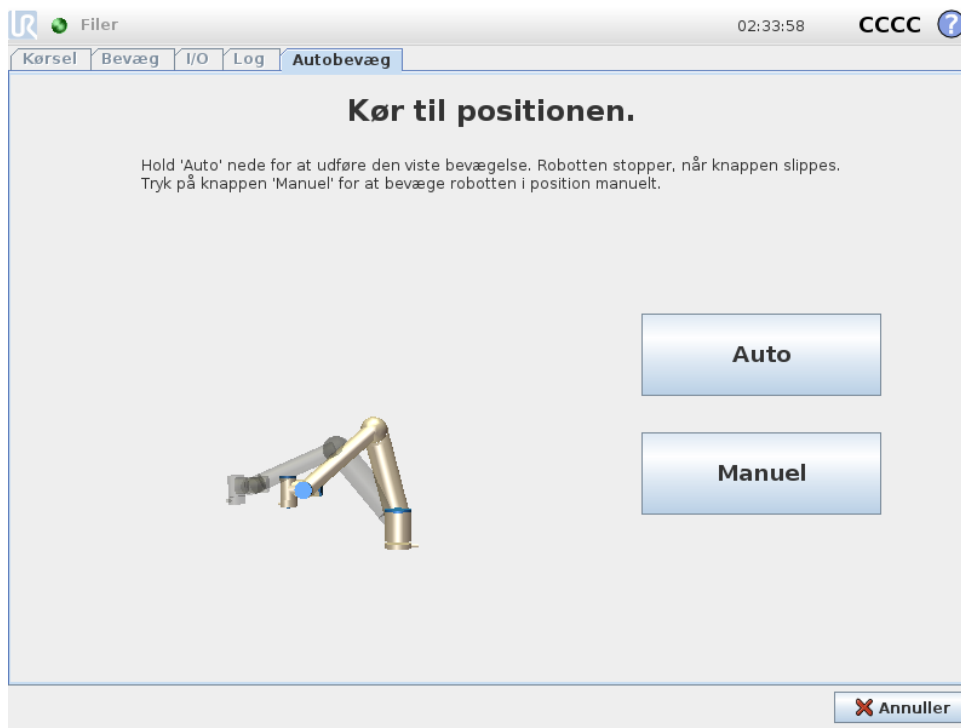 UR
Filer
02:33:58
CCCC
?
Kørsel
Bevæg
I/O
Log
Autobevæg
Kør til positionen.
Hold 'Auto' nede for at udføre den viste bevægelse. Robotten stopper, når knappen slippes.
Tryk på knappen 'Manuel' for at bevæge robotten i position manuelt.
Auto
Manuel
Annuller